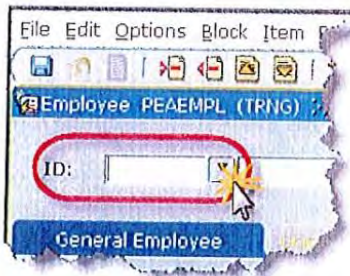 File Edit Options Block Item
Employee PEAEMPL (TRNG)
ID:
General Employee